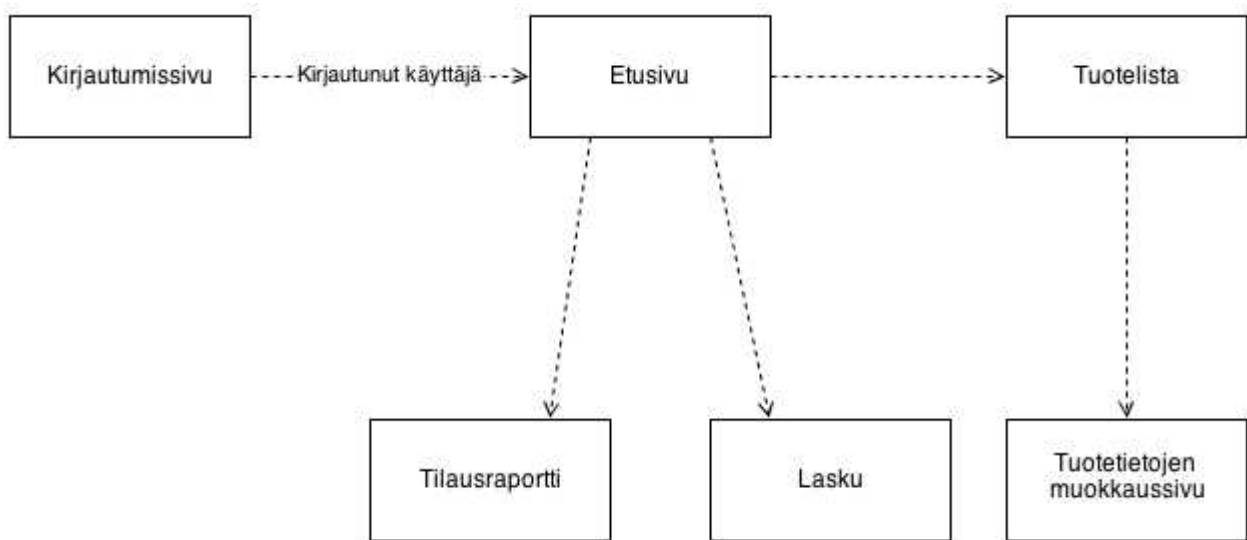 Kirjautumissivu
Kirjautunut käyttäjä
Etusivu
Tuotelista
Tilausraportti
Lasku
Tuotetietojen
muokkaussivu